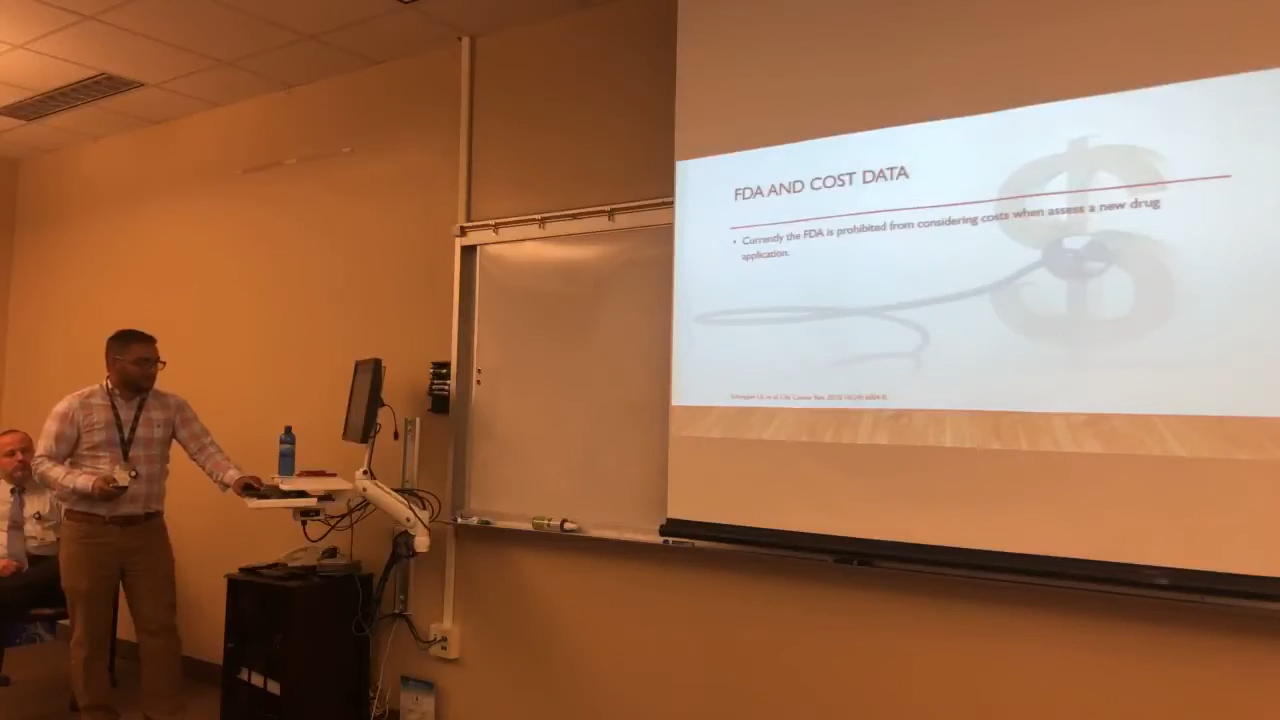 FDA AND COST DATA
• Currently the FDA is prohibited from considering costs when assess a new drug
application.